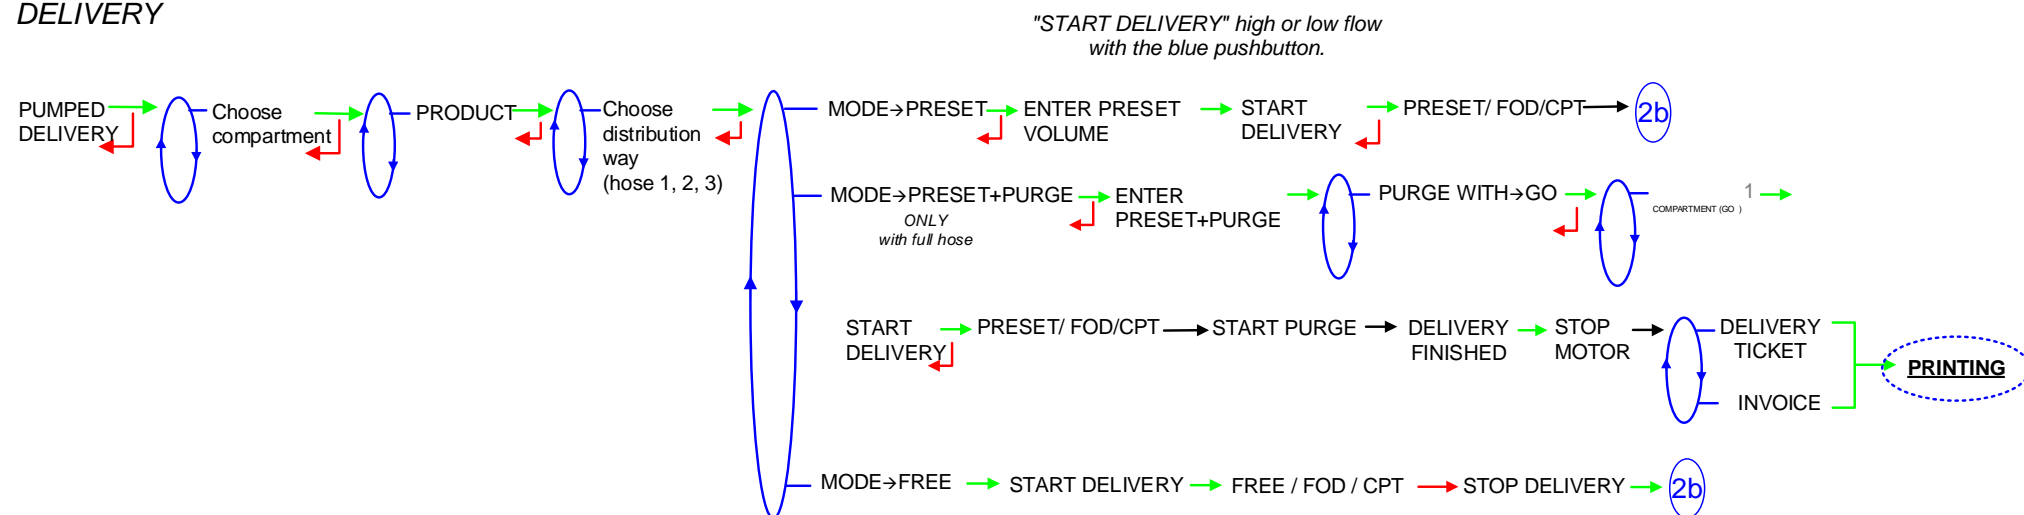 DELIVERY
"START DELIVERY" high or low flow
with the blue pushbutton.
PUMPED
DELIVERY
Choose
compartment
PRODUCT
Choose
distribution
way
(hose 1, 2, 3)
MODE→PRESET
ENTER PRESET
VOLUME
START
DELIVERY
PRESET/ FOD/CPT
2b
MODE→PRESET+PURGE
ONLY
with full hose
ENTER
PRESET+PURGE
PURGE WITH→GO
1
COMPARTMENT (GO )
START
DELIVERY
PRESET/ FOD/CPT
START PURGE
DELIVERY
FINISHED
STOP
MOTOR
DELIVERY
TICKET
INVOICE
PRINTING
MODE→FREE
START DELIVERY
FREE / FOD / CPT
STOP DELIVERY
2b